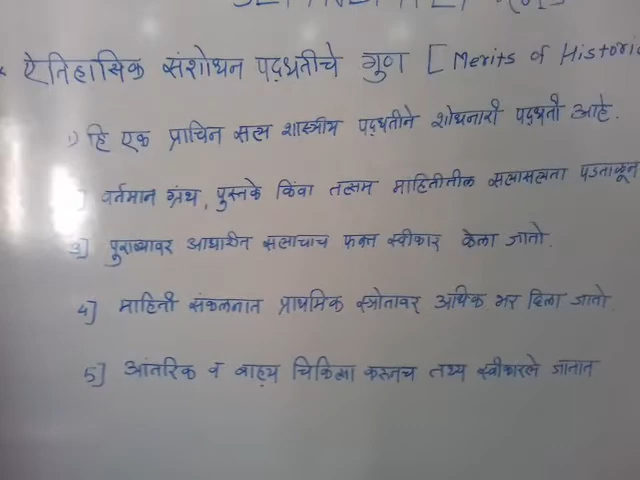 ऐतिहासिक संशोधन पद्धतीचे गुण [ Merits of Historic
1) हि एक प्राचिन सत्य शास्त्रीय पद्धतीने शोधनारी पद्धती आहे.
] वर्तमान ग्रंथ, पुस्तके किंवा तत्सम माहितीतील सत्यासत्यता पडताळून
3] पुराव्यावर आधारीत सत्याचाच फक्त स्वीकार केला जातो.
4] माहिती संकलनात प्राथमिक स्त्रोतावर अधिक भर दिला जातो
5] आंतरिक व बाह्य चिकित्सा करूनच तथ्य स्वीकारले जातात